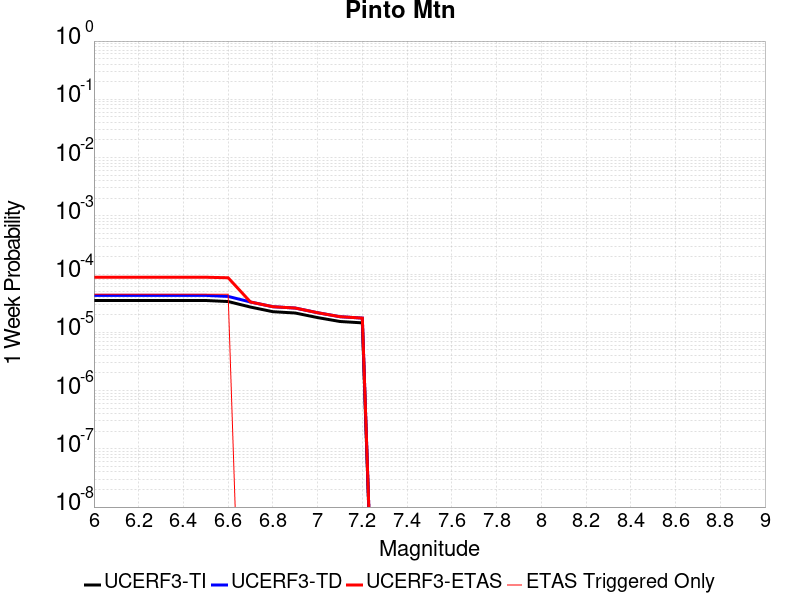 Pinto Mtn
1 Week Probability
10^0
10^-1
10^-2
10^-3
10^-4
10^-5
10^-6
10^-7
10^-8
6 6.2 6.4 6.6 6.8 7 7.2 7.4 7.6 7.8 8 8.2 8.4 8.6 8.8 9
Magnitude
UCERF3-TI UCERF3-TD UCERF3-ETAS ETAS Triggered Only